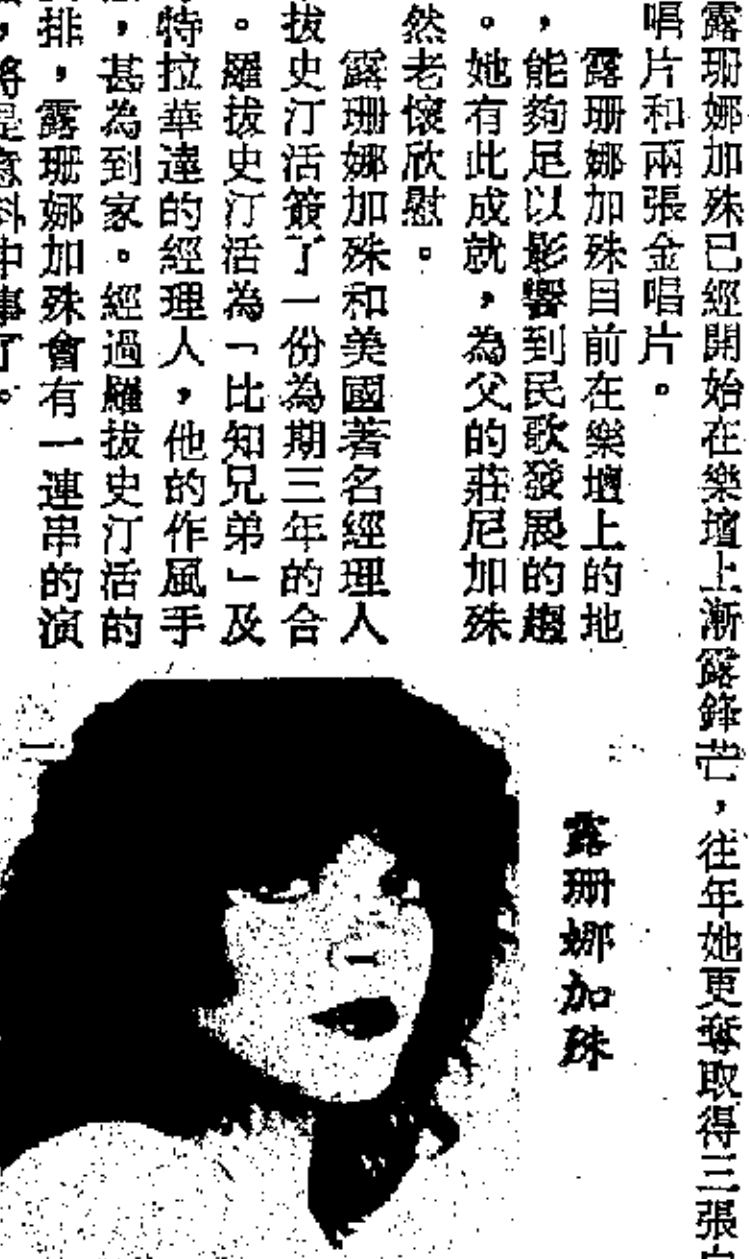 露珊娜加殊已經開始在樂壇上漸露鋒芒，往年她更奪取得三張
唱片和兩張金唱片。
露珊娜加殊目前在樂壇上的地
，能夠足以影響到民歌發展的趨
。她有此成就，為父的莊尼加殊
然老懷欣慰。
露珊娜加殊和美國著名經理人
拔史汀活簽了一份為期三年的合
。羅拔史汀活為「比知兄弟」及
特拉華達的經理人，他的作風手
，甚為到家。經過羅拔史汀活的
排，露珊娜加殊會有一連串的演
，將是意料中事了。
露珊娜加殊